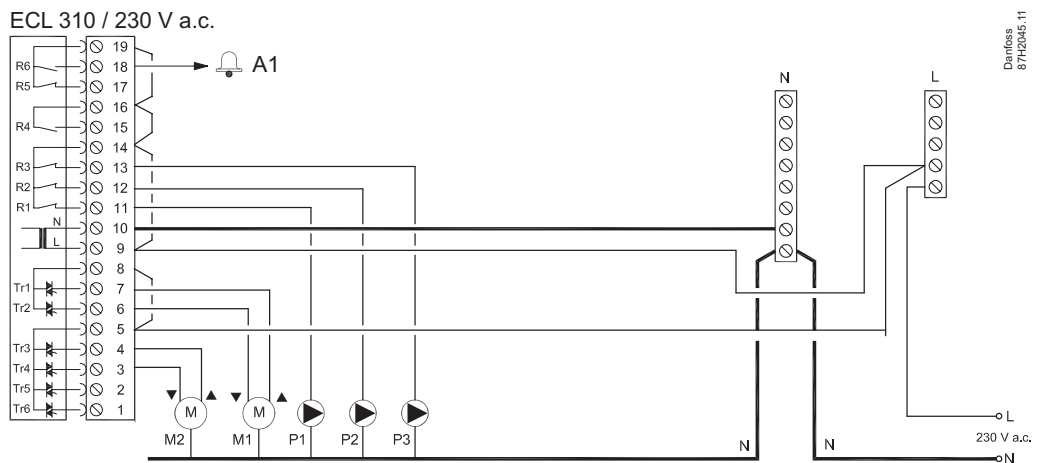 ECL 310 / 230 V a.c.
Danfoss
87H2045.11
19
R6 18 A1
R5 17
16
R4 15
14
R3 13
R2 12
R1 11
N 10
L 9
8
Tr1 7
Tr2 6
5
Tr3 4
Tr4 3
Tr5 2
Tr6 1
N
L
M M
M2 M1 P1 P2 P3
N N
L
230 V a.c.
N